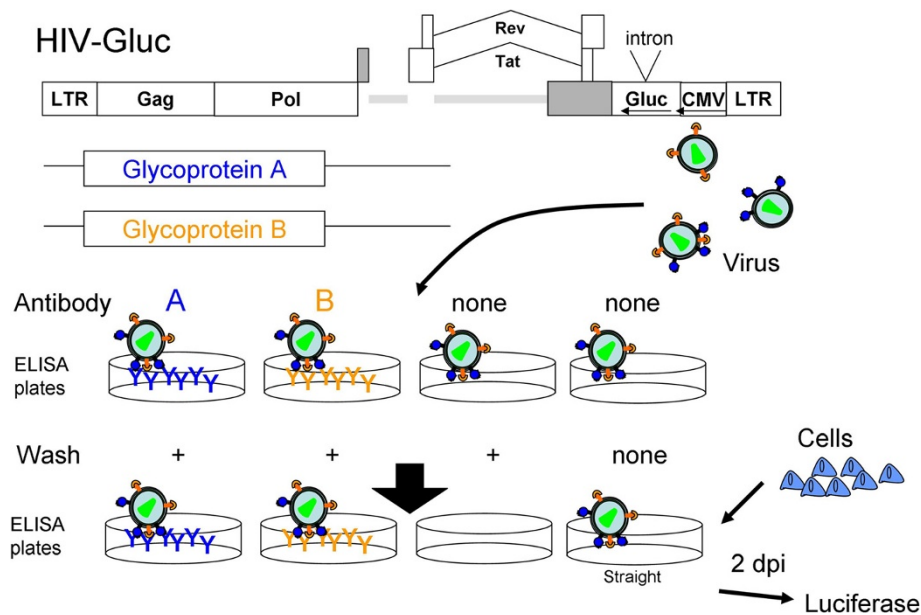 HIV-Gluc
Rev
Tat
intron
LTR Gag Pol Gluc CMV LTR
Glycoprotein A
Glycoprotein B
Virus
Antibody A B none none
ELISA
plates
Y Y Y Y Y Y Y Y Y Y Y Y
Wash + + + none
Cells
ELISA
plates
Y Y Y Y Y Y Y Y Y Y Y Y
Straight
2 dpi
Luciferase